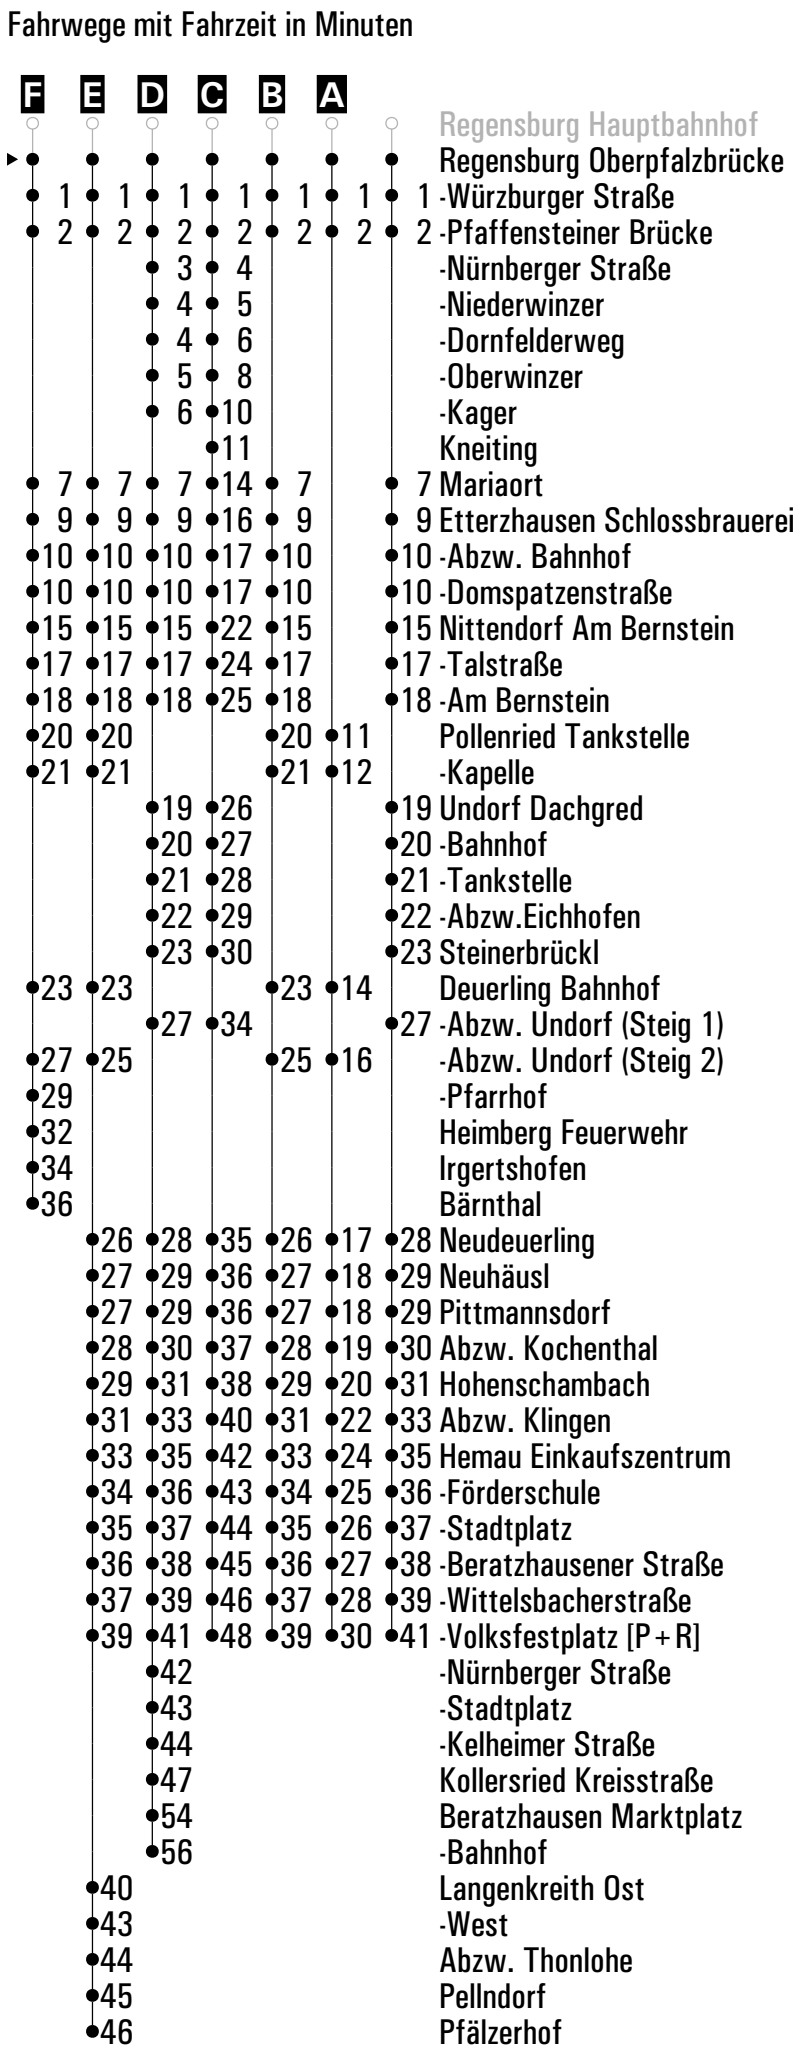 Fahrwege mit Fahrzeit in Minuten
F E D C B A
Regensburg Hauptbahnhof
Regensburg Oberpfalzbrücke
1 1 1 1 1 1 1 -Würzburger Straße
2 2 2 2 2 2 2 -Pfaffensteiner Brücke
3 4 -Nürnberger Straße
4 5 -Niederwinzer
4 6 -Dornfelderweg
5 8 -Oberwinzer
6 10 -Kager
11 Kneiting
7 7 7 14 7 7 Mariaort
9 9 9 16 9 9 Etterzhausen Schlossbrauerei
10 10 10 17 10 10 -Abzw. Bahnhof
10 10 10 17 10 10 -Domspatzenstraße
15 15 15 22 15 15 Nittendorf Am Bernstein
17 17 17 24 17 17 -Talstraße
18 18 18 25 18 18 -Am Bernstein
20 20 20 11 Pollenried Tankstelle
21 21 21 12 -Kapelle
19 26 19 Undorf Dachgred
20 27 20 -Bahnhof
21 28 21 -Tankstelle
22 29 22 -Abzw.Eichhofen
23 30 23 Steinerbrückl
23 23 23 14 Deuerling Bahnhof
27 34 27 -Abzw. Undorf (Steig 1)
27 25 25 16 -Abzw. Undorf (Steig 2)
29 -Pfarrhof
32 Heimberg Feuerwehr
34 Irgertshofen
36 Bärnthal
26 28 35 26 17 28 Neudeuerling
27 29 36 27 18 29 Neuhäusl
27 29 36 27 18 29 Pittmannsdorf
28 30 37 28 19 30 Abzw. Kochenthal
29 31 38 29 20 31 Hohenschambach
31 33 40 31 22 33 Abzw. Klingen
33 35 42 33 24 35 Hemau Einkaufszentrum
34 36 43 34 25 36 -Förderschule
35 37 44 35 26 37 -Stadtplatz
36 38 45 36 27 38 -Beratzhausener Straße
37 39 46 37 28 39 -Wittelsbacherstraße
39 41 48 39 30 41 -Volksfestplatz [P+R]
42 -Nürnberger Straße
43 -Stadtplatz
44 -Kelheimer Straße
47 Kollersried Kreisstraße
54 Beratzhausen Marktplatz
56 -Bahnhof
40 Langenkreith Ost
43 -West
44 Abzw. Thonlohe
45 Pellndorf
46 Pfälzerhof